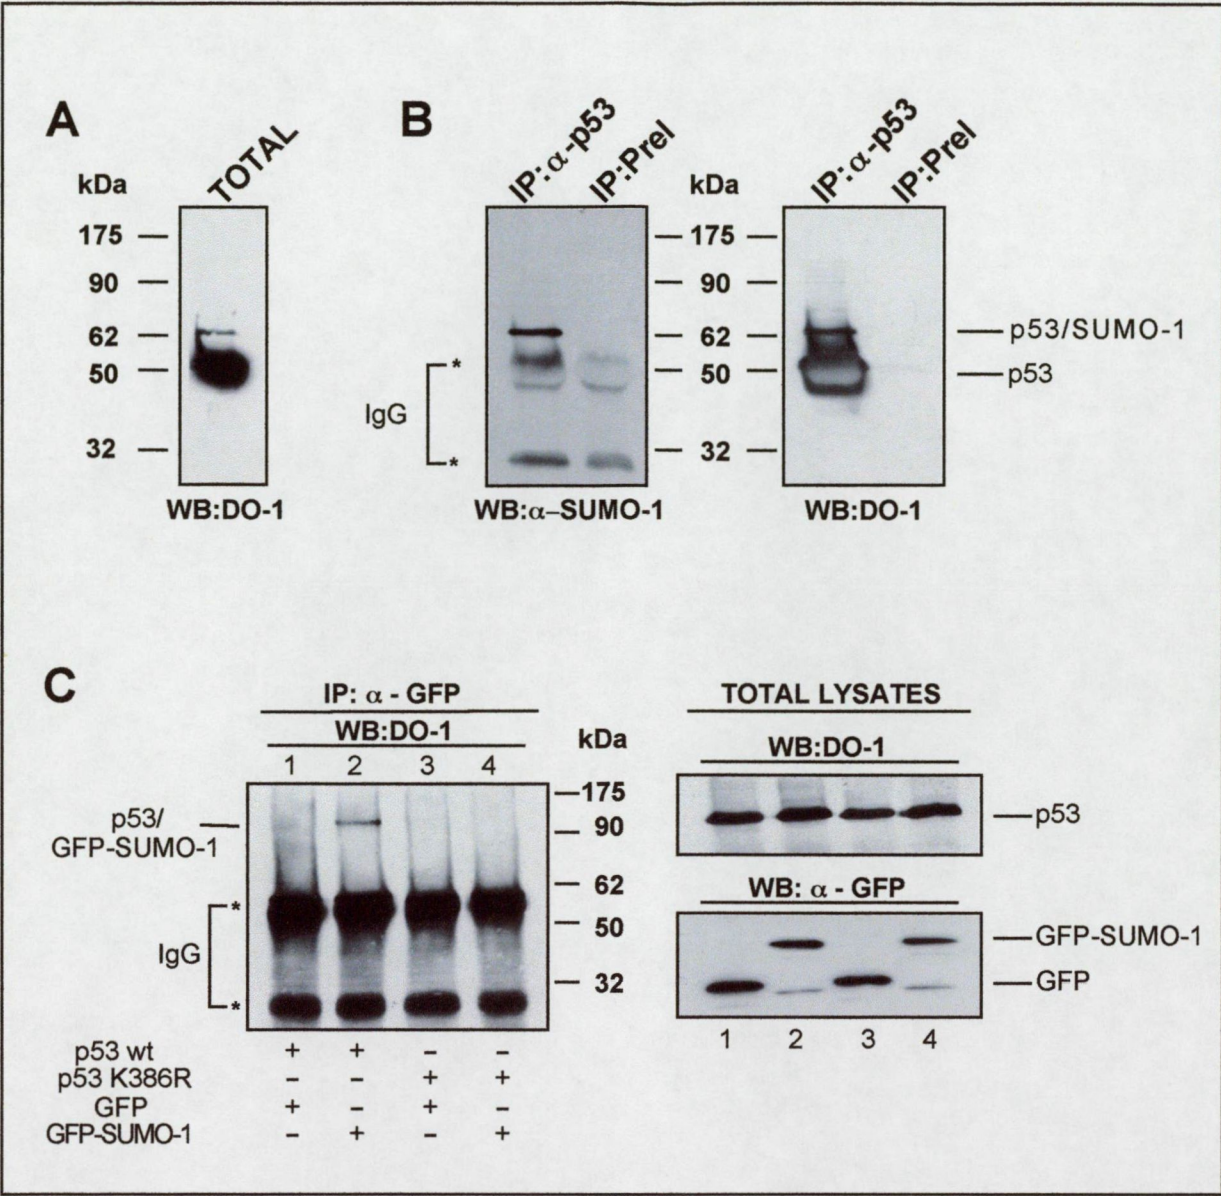 A
TOTAL
kDa
175
90
62
50
32
WB:DO-1
B
IP:α-p53
IP:Prel
IgG
*
*
WB:α–SUMO-1
kDa
175
90
62
50
32
IP:α-p53
IP:Prel
p53/SUMO-1
p53
WB:DO-1
C
IP: α - GFP
WB:DO-1
1 2 3 4
kDa
175
90
62
50
32
p53/
GFP-SUMO-1
IgG
*
*
p53 wt + + – –
p53 K386R – – + +
GFP + – + –
GFP-SUMO-1 – + – +
TOTAL LYSATES
WB:DO-1
p53
WB: α - GFP
GFP-SUMO-1
GFP
1 2 3 4